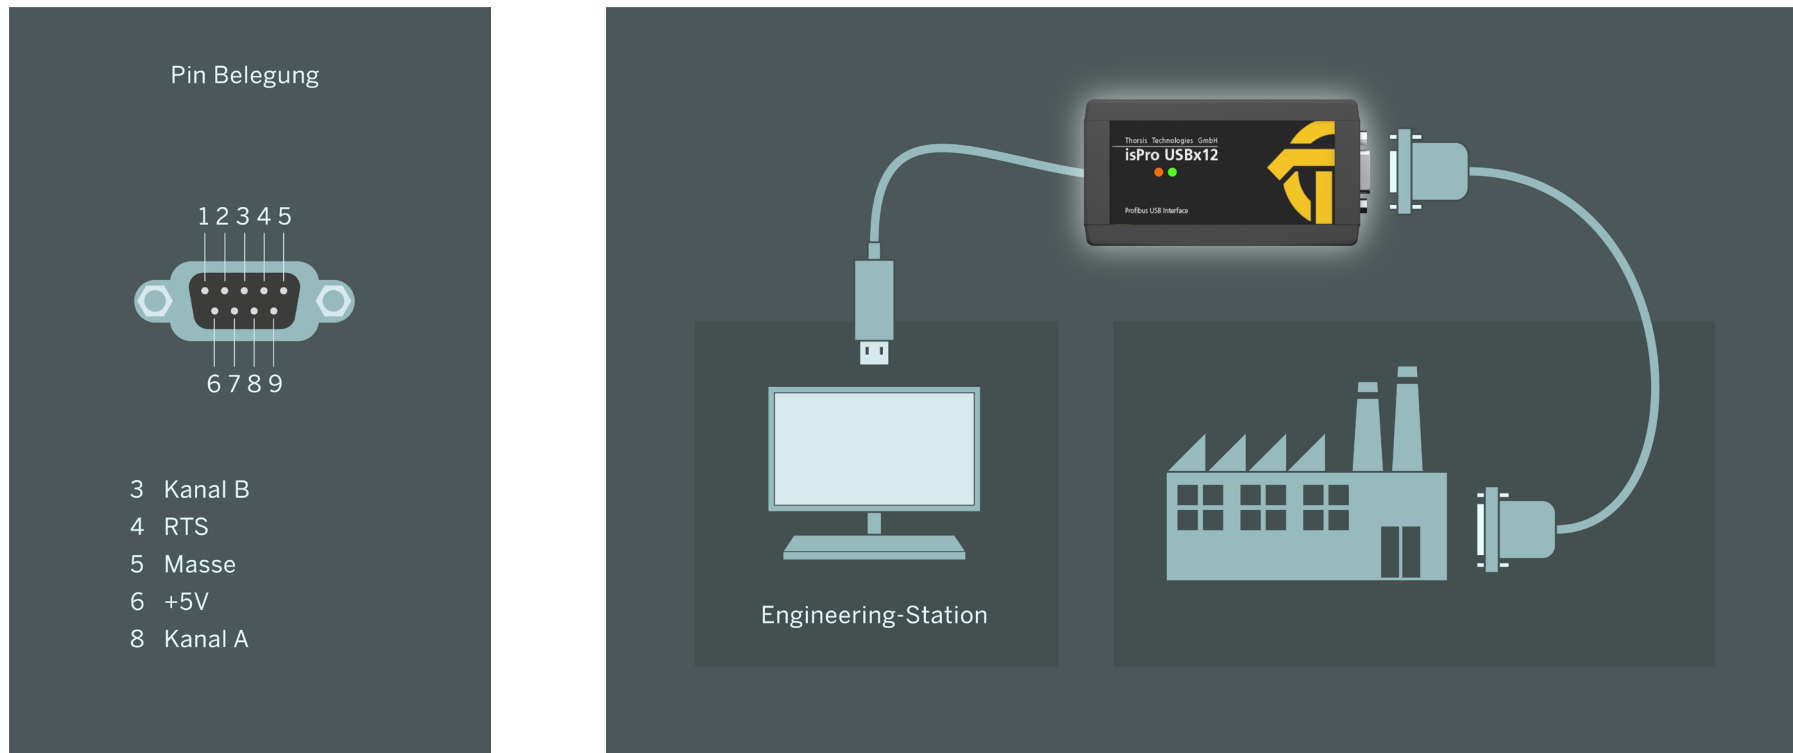 Pin Belegung
1 2 3 4 5
6 7 8 9
3 Kanal B
4 RTS
5 Masse
6 +5V
8 Kanal A
Thorsis Technologies GmbH
isPro USBx12
Profibus USB Interface
Engineering-Station